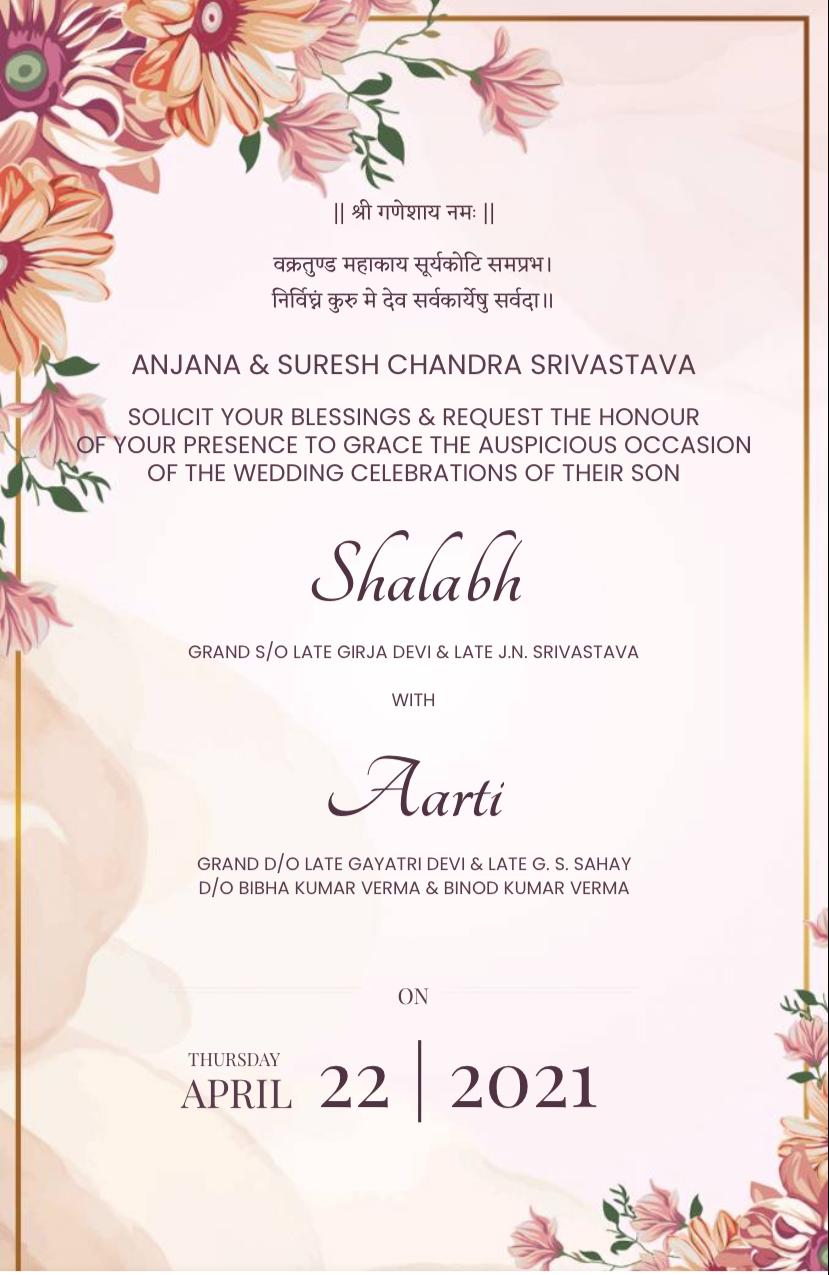 || श्री गणेशाय नमः ||
वक्रतुण्ड महाकाय सूर्यकोटि समप्रभ।
निर्विघ्नं कुरु मे देव सर्वकार्येषु सर्वदा॥
ANJANA & SURESH CHANDRA SRIVASTAVA
SOLICIT YOUR BLESSINGS & REQUEST THE HONOUR
OF YOUR PRESENCE TO GRACE THE AUSPICIOUS OCCASION
OF THE WEDDING CELEBRATIONS OF THEIR SON
Shalabh
GRAND S/O LATE GIRJA DEVI & LATE J.N. SRIVASTAVA
WITH
Aarti
GRAND D/O LATE GAYATRI DEVI & LATE G. S. SAHAY
D/O BIBHA KUMAR VERMA & BINOD KUMAR VERMA
ON
THURSDAY
APRIL 22 | 2021